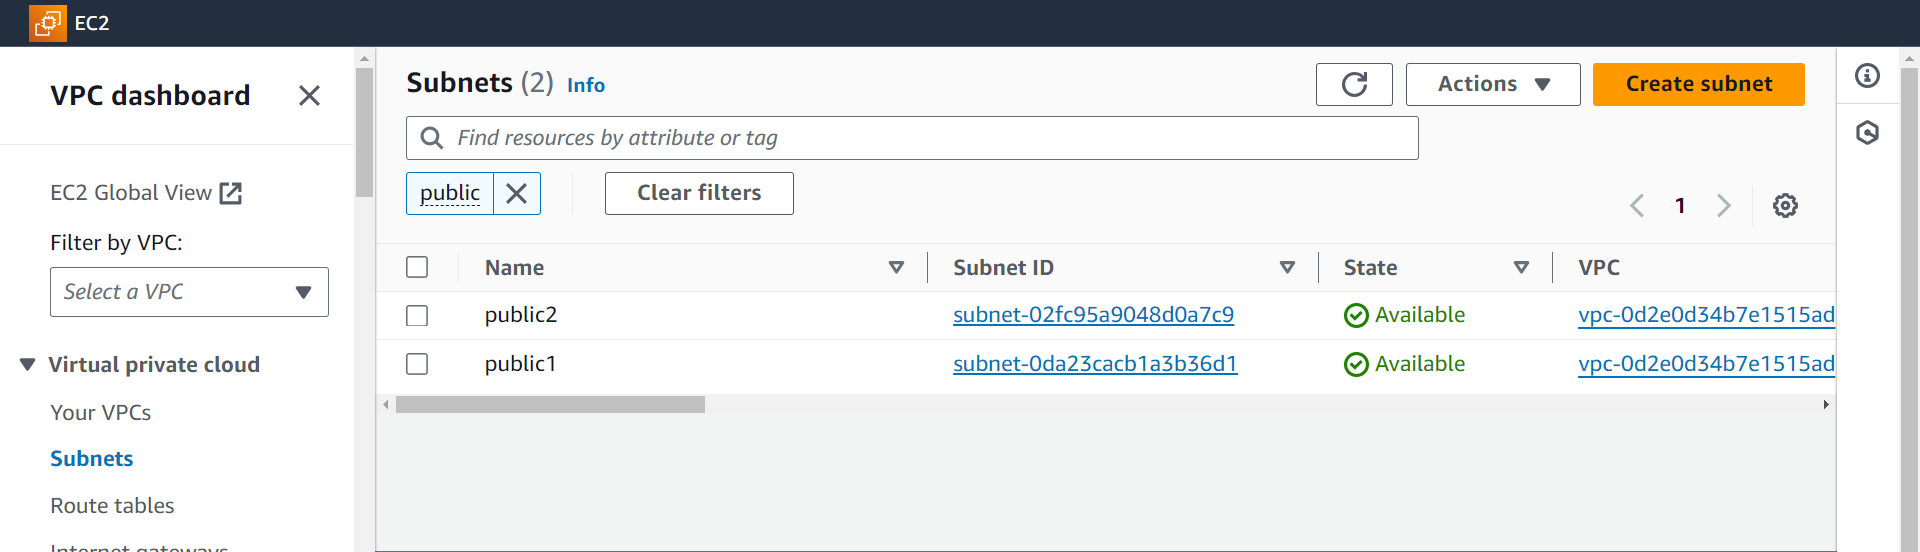 EC2
VPC dashboard
EC2 Global View
Filter by VPC:
Select a VPC
Virtual private cloud
Your VPCs
Subnets
Route tables
Internet gateways
Subnets (2) Info
Actions
Create subnet
Find resources by attribute or tag
public
Clear filters
1
Name Subnet ID State VPC
public2 subnet-02fc95a9048d0a7c9 Available vpc-0d2e0d34b7e1515ad
public1 subnet-0da23cacb1a3b36d1 Available vpc-0d2e0d34b7e1515ad